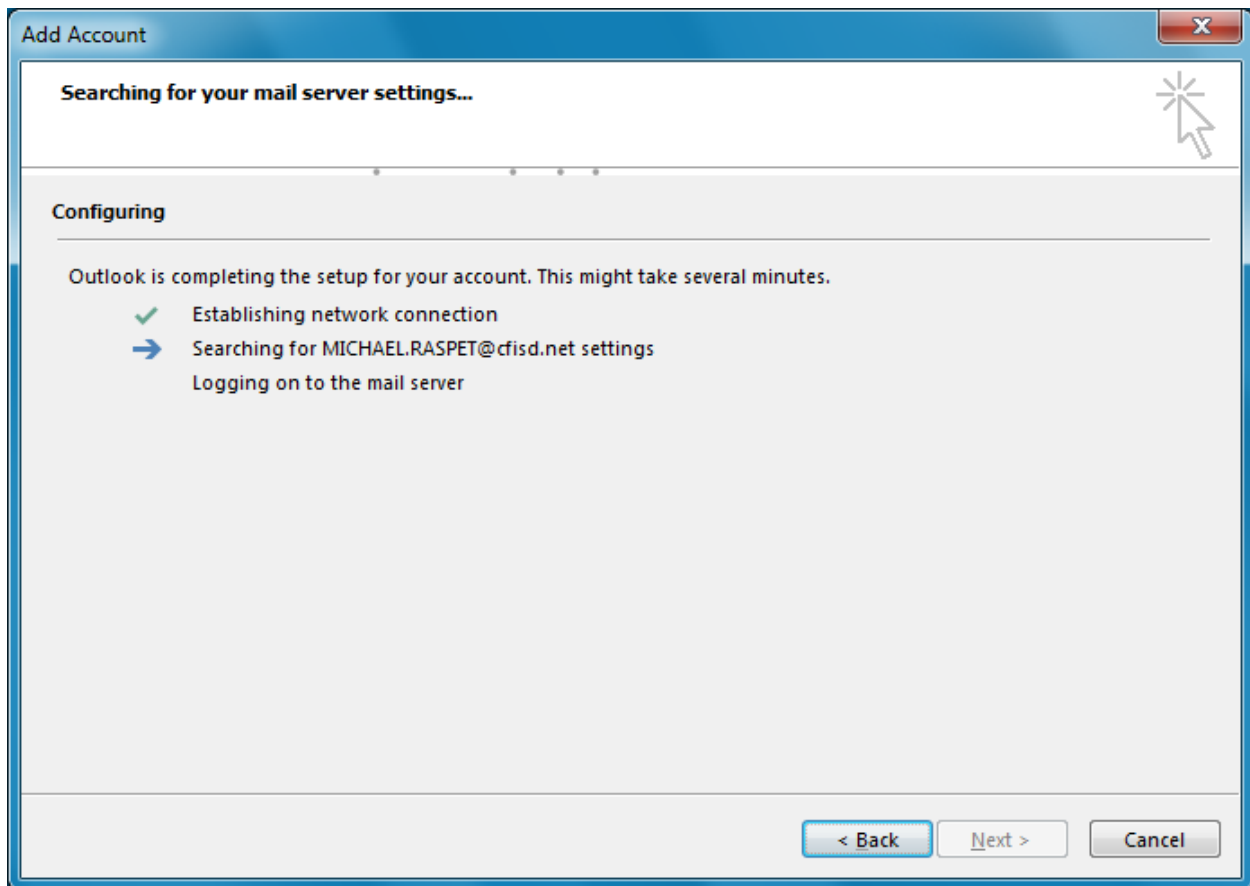 Add Account
Searching for your mail server settings...
Configuring
Outlook is completing the setup for your account. This might take several minutes.
Establishing network connection
Searching for MICHAEL.RASPET@cfisd.net settings
Logging on to the mail server
< Back
Next >
Cancel